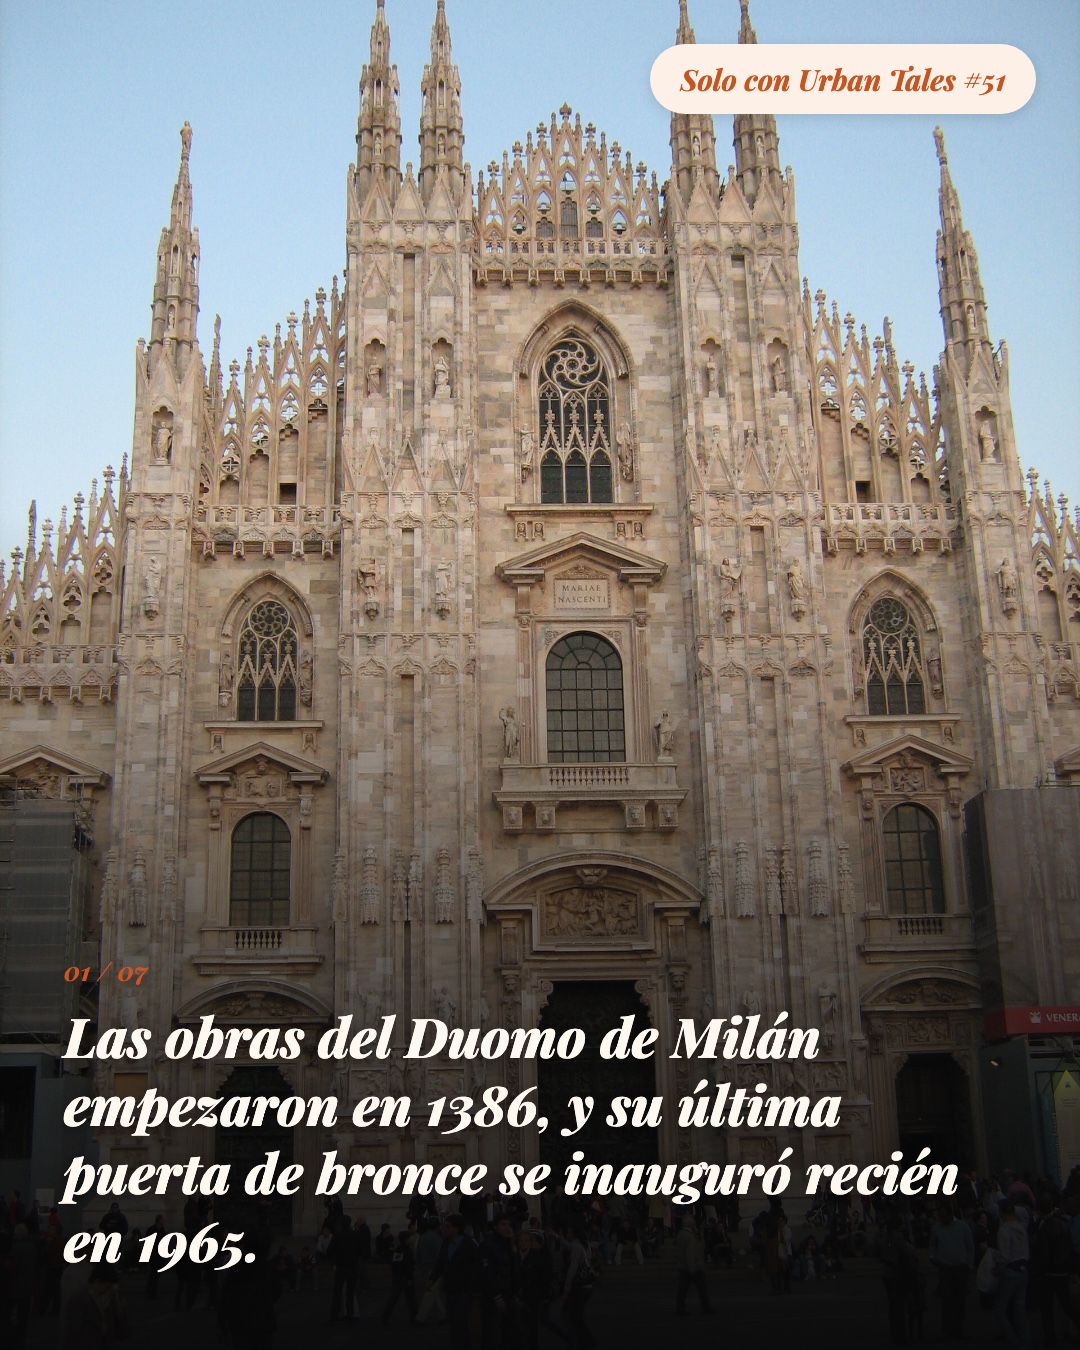 Solo con Urban Tales #51
MARIAE
NASCENTI
01 / 07
Las obras del Duomo de Milán
empezaron en 1386, y su última
puerta de bronce se inauguró recién
en 1965.
VENERA